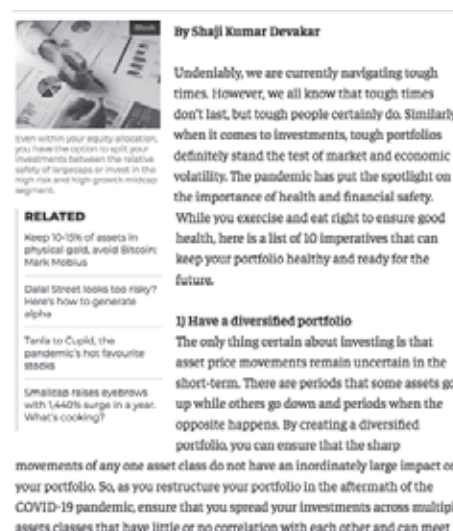 iStock
Even within your equity allocation,
you have the option to split your
investments between the relative
safety of largecaps or invest in the
high risk and high growth midcap
segment.
RELATED
Keep 10-15% of assets in
physical gold, avoid Bitcoin:
Mark Mobius
Dalal Street looks too risky?
Here's how to generate
alpha
Tanla to Cupid, the
pandemic's hot favourite
stocks
Smallcap raises eyebrows
with 1,440% surge in a year.
What's cooking?
By Shaji Kumar Devakar
Undeniably, we are currently navigating tough
times. However, we all know that tough times
don't last, but tough people certainly do. Similarly
when it comes to investments, tough portfolios
definitely stand the test of market and economic
volatility. The pandemic has put the spotlight on
the importance of health and financial safety.
While you exercise and eat right to ensure good
health, here is a list of 10 imperatives that can
keep your portfolio healthy and ready for the
future.
1) Have a diversified portfolio
The only thing certain about investing is that
asset price movements remain uncertain in the
short-term. There are periods that some assets go
up while others go down and periods when the
opposite happens. By creating a diversified
portfolio, you can ensure that the sharp
movements of any one asset class do not have an inordinately large impact on
your portfolio. So, as you restructure your portfolio in the aftermath of the
COVID-19 pandemic, ensure that you spread your investments across multipl
assets classes that have little or no correlation with each other and can meet